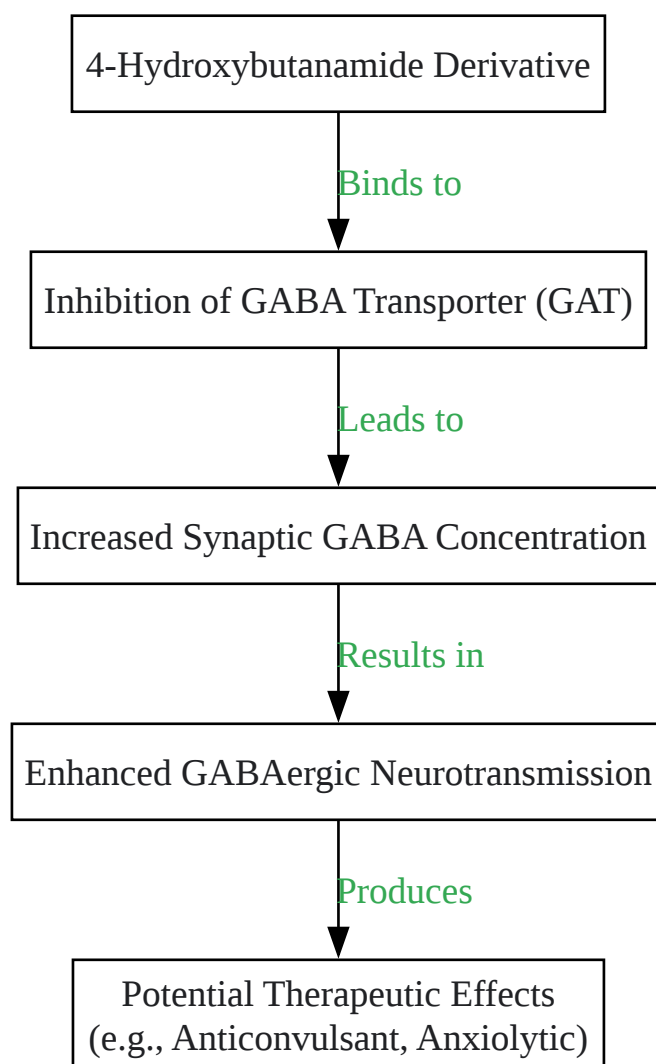 4-Hydroxybutanamide Derivative
Binds to
Inhibition of GABA Transporter (GAT)
Leads to
Increased Synaptic GABA Concentration
Results in
Enhanced GABAergic Neurotransmission
Produces
Potential Therapeutic Effects
(e.g., Anticonvulsant, Anxiolytic)